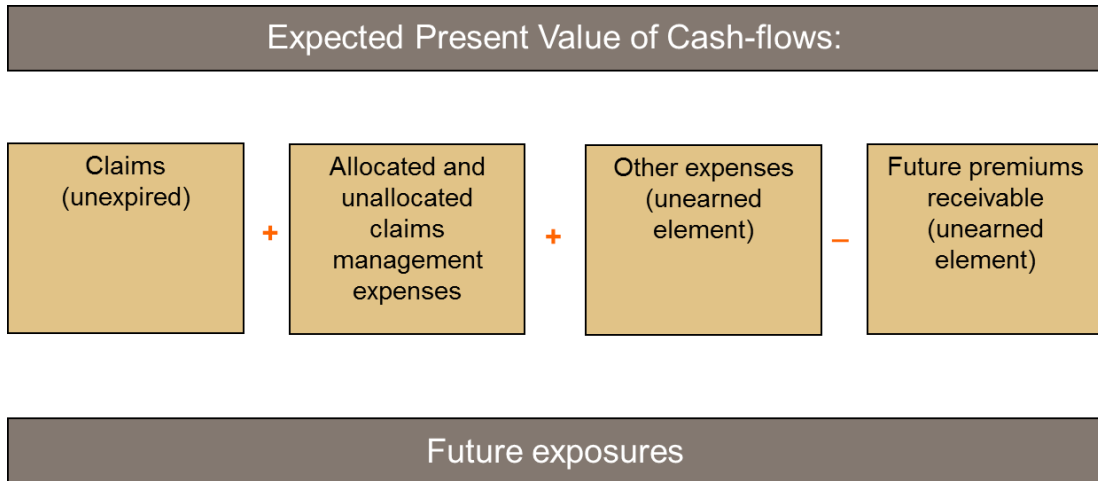 Expected Present Value of Cash-flows:
Claims
(unexpired)
+
Allocated and
unallocated
claims
management
expenses
+
Other expenses
(unearned
element)
–
Future premiums
receivable
(unearned
element)
Future exposures